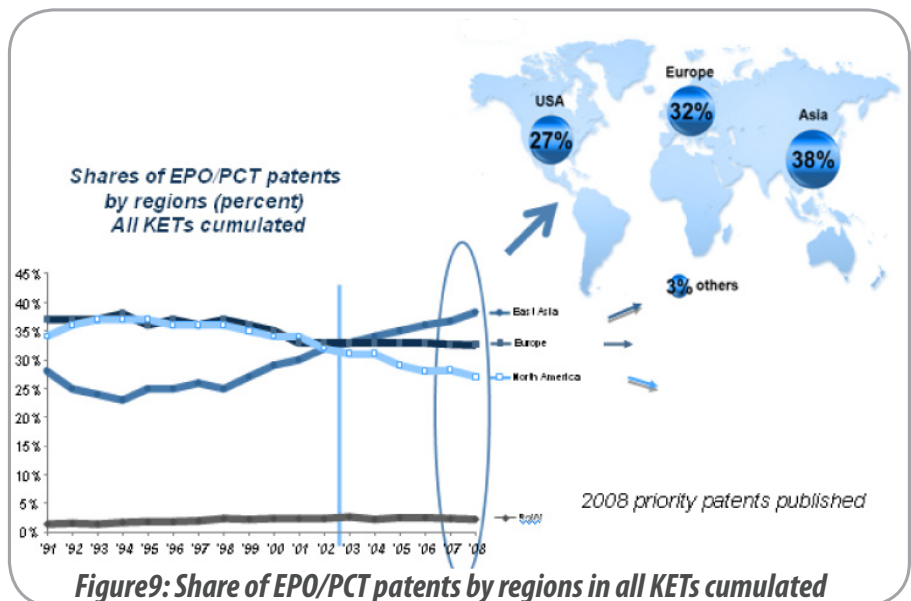 Europe
USA
32%
Asia
27%
38%
Shares of EPO/PCT patents
by regions (percent)
All KETs cumulated
3% others
45%
40%
35%
30%
25%
20%
15%
10%
5%
0%
East Asia
Europe
North America
RoW
2008 priority patents published
'91 '92 '93 '94 '95 '96 '97 '98 '99 '00 '01 '02 '03 '04 '05 '06 '07 '08
Figure9: Share of EPO/PCT patents by regions in all KETs cumulated